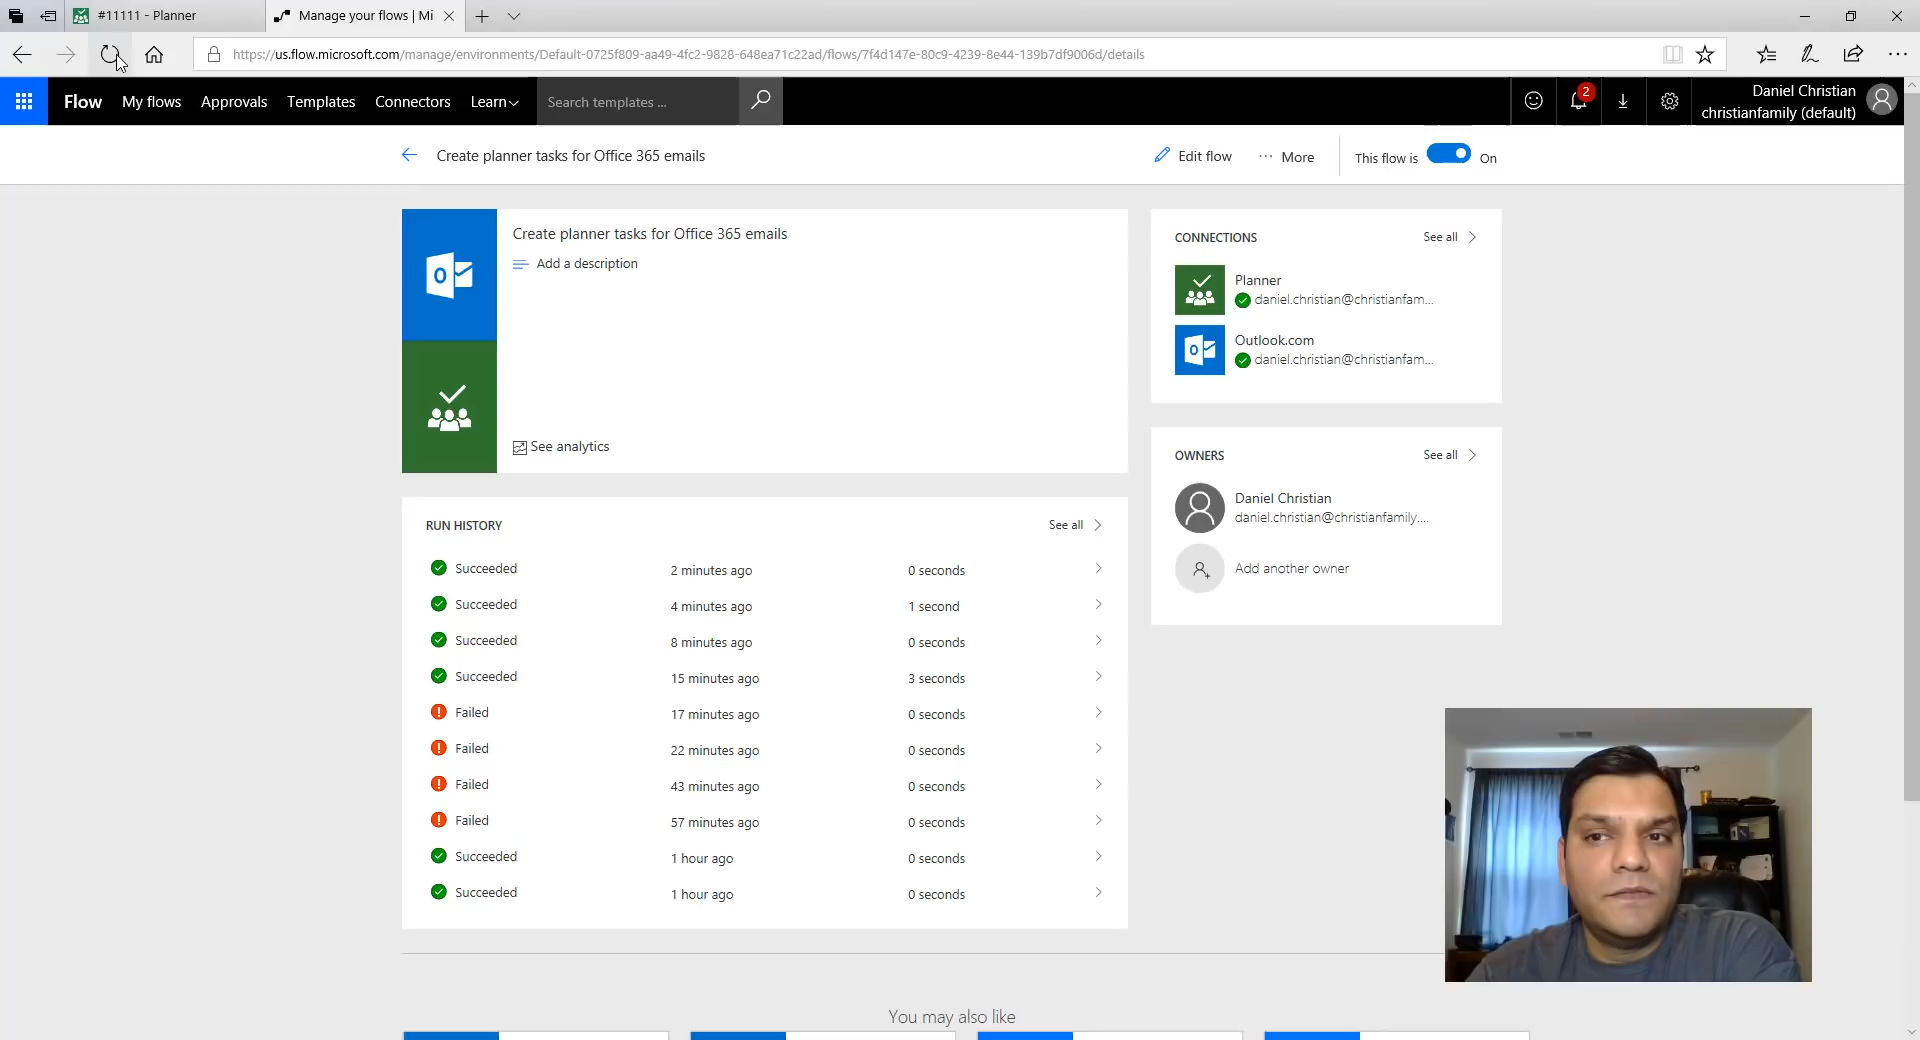 #11111 - Planner
Manage your flows | Mi
https://us.flow.microsoft.com/manage/environments/Default-0725f809-aa49-4fc2-9828-648ea71c22ad/flows/7f4d147e-80c9-4239-8e44-139b7df9006d/details
Flow My flows Approvals Templates Connectors Learn Search templates ... 2 Daniel Christian
christianfamily (default)
Create planner tasks for Office 365 emails Edit flow ... More This flow is On
Create planner tasks for Office 365 emails
Add a description
See analytics
CONNECTIONS See all
Planner
daniel.christian@christianfam...
Outlook.com
daniel.christian@christianfam...
OWNERS See all
Daniel Christian
daniel.christian@christianfamily....
Add another owner
RUN HISTORY See all
Succeeded 2 minutes ago 0 seconds
Succeeded 4 minutes ago 1 second
Succeeded 8 minutes ago 0 seconds
Succeeded 15 minutes ago 3 seconds
Failed 17 minutes ago 0 seconds
Failed 22 minutes ago 0 seconds
Failed 43 minutes ago 0 seconds
Failed 57 minutes ago 0 seconds
Succeeded 1 hour ago 0 seconds
Succeeded 1 hour ago 0 seconds
You may also like